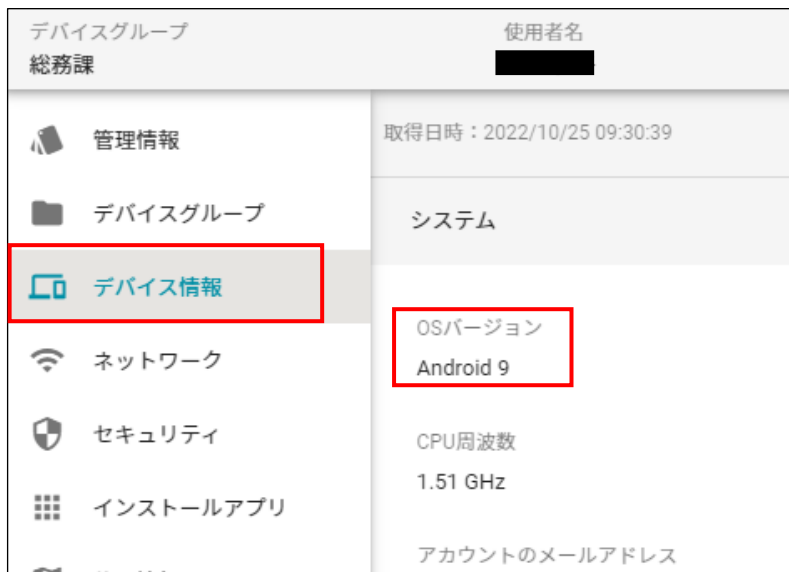 デバイスグループ
使用者名
総務課
管理情報
デバイスグループ
デバイス情報
ネットワーク
セキュリティ
インストールアプリ
取得日時：2022/10/25 09:30:39
システム
OSバージョン
Android 9
CPU周波数
1.51 GHz
アカウントのメールアドレス